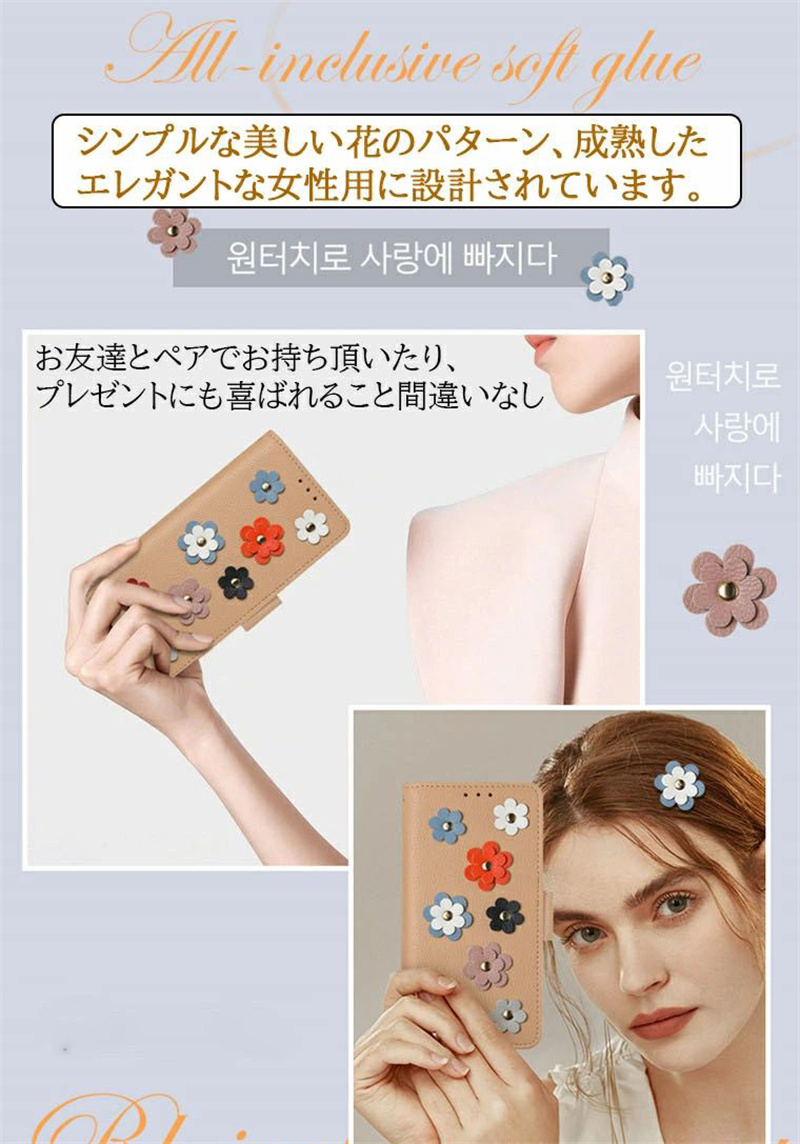 All-inclusive soft glue
シンプルな美しい花のパターン、成熟した
エレガントな女性用に設計されています。
원터치로 사랑에 빠지다
お友達とペアでお持ち頂いたり、
プレゼントにも喜ばれること間違いなし
원터치로
사랑에
빠지다